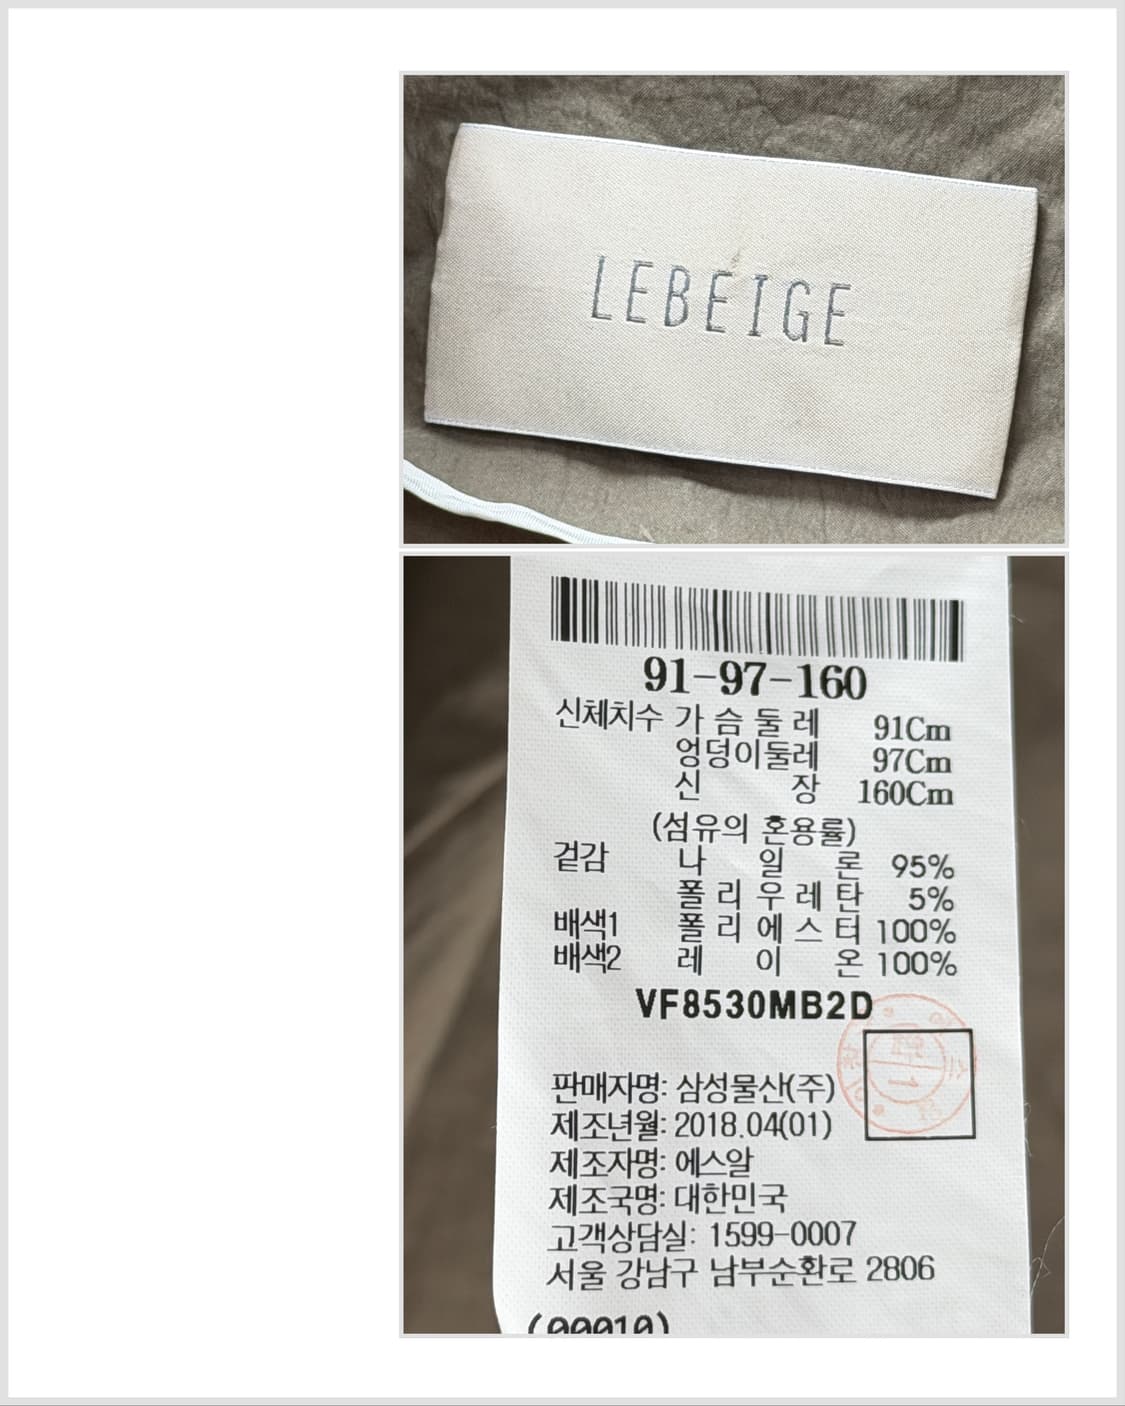 LEBEIGE
91-97-160
신체치수 가슴둘레 91Cm
엉덩이둘레 97Cm
신장 160Cm
(섬유의 혼용률)
겉감 나일론 95%
폴리우레탄 5%
배색1 폴리에스터 100%
배색2 레이온 100%
VF8530MB2D
판매자명: 삼성물산(주)
제조년월: 2018.04(01)
제조자명: 에스알
제조국명: 대한민국
고객상담실: 1599-0007
서울 강남구 남부순환로 2806
(00010)